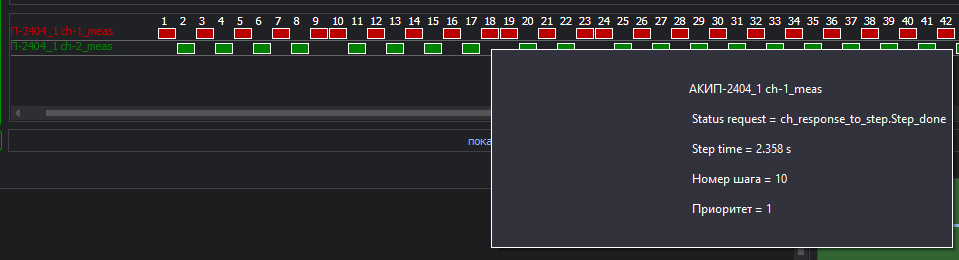 1 2 3 4 5 6 7 8 9 10 11 12 13 14 15 16 17 18 19 20 21 22 23 24 25 26 27 28 29 30 31 32 33 34 35 36 37 38 39 40 41 42
П-2404_1 ch-1_meas
П-2404_1 ch-2_meas
АКИП-2404_1 ch-1_meas
Status request = ch_response_to_step.Step_done
пока
Step time = 2.358 s
Номер шага = 10
Приоритет = 1